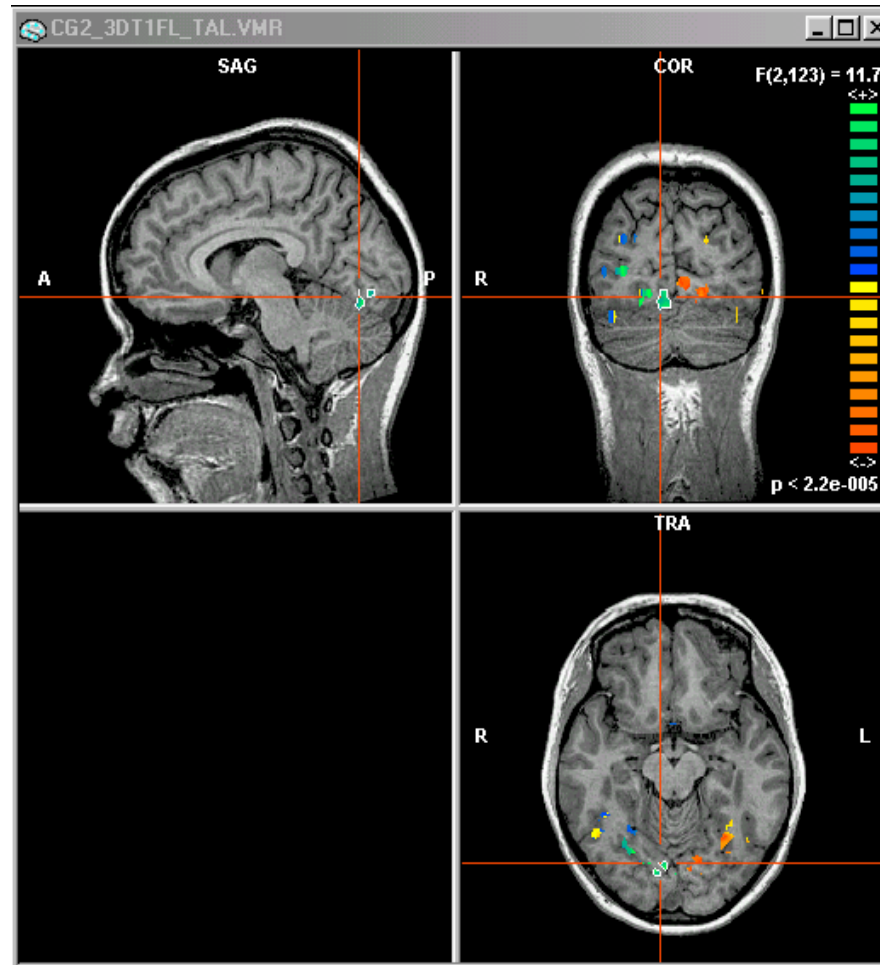 CG2_3DT1FL_TAL.VMR
SAG
COR
F(2,123) = 11.7
<+>
A
P
R
<->
p < 2.2e-005
TRA
R
L